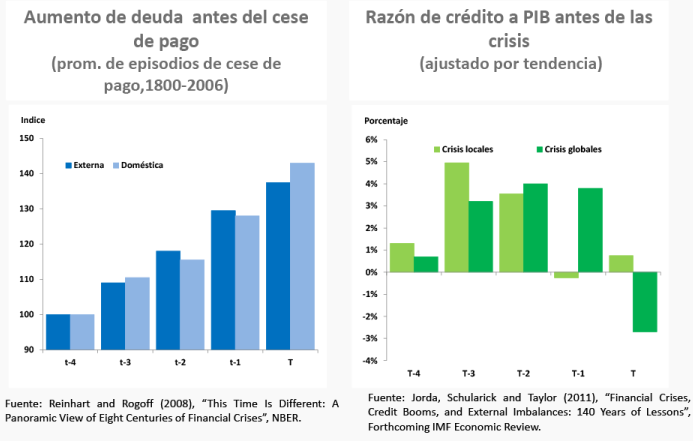 Aumento de deuda antes del cese
de pago
(prom. de episodios de cese de
pago,1800-2006)
Indice
150
140
130
120
110
100
90
Externa
Doméstica
t-4
t-3
t-2
t-1
T
Fuente: Reinhart and Rogoff (2008), “This Time Is Different: A
Panoramic View of Eight Centuries of Financial Crises”, NBER.
Razón de crédito a PIB antes de las
crisis
(ajustado por tendencia)
Porcentaje
6%
5%
4%
3%
2%
1%
0%
-1%
-2%
-3%
-4%
Crisis locales
Crisis globales
T-4
T-3
T-2
T-1
T
Fuente: Jorda, Schularick and Taylor (2011), “Financial Crises,
Credit Booms, and External Imbalances: 140 Years of Lessons”,
Forthcoming IMF Economic Review.